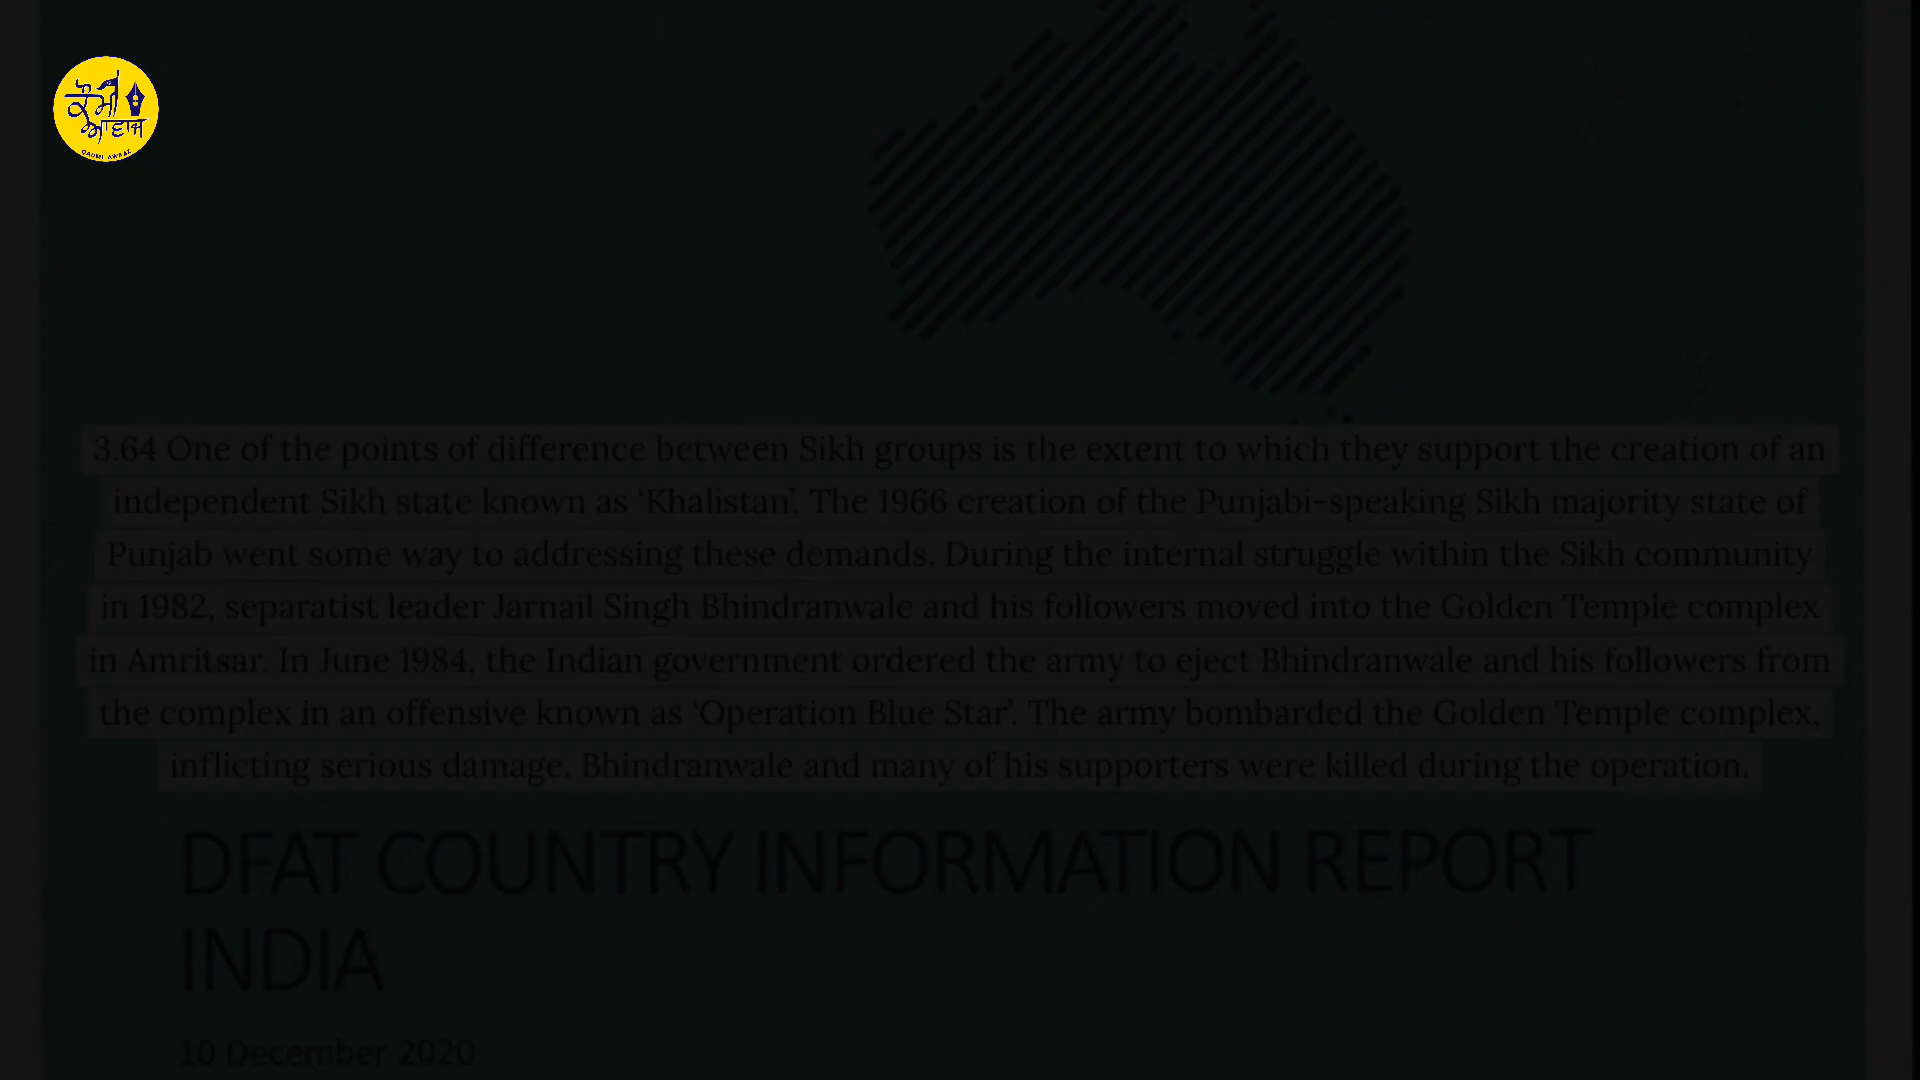 ਕੌਮੀ
ਆਵਾਜ਼
QAUMI AWAAZ
3.64 One of the points of difference between Sikh groups is the extent to which they support the creation of an
independent Sikh state known as ‘Khalistan’. The 1966 creation of the Punjabi-speaking Sikh majority state of
Punjab went some way to addressing these demands. During the internal struggle within the Sikh community
in 1982, separatist leader Jarnail Singh Bhindranwale and his followers moved into the Golden Temple complex
in Amritsar. In June 1984, the Indian government ordered the army to eject Bhindranwale and his followers from
the complex in an offensive known as ‘Operation Blue Star’. The army bombarded the Golden Temple complex,
inflicting serious damage. Bhindranwale and many of his supporters were killed during the operation.
DFAT COUNTRY INFORMATION REPORT
INDIA
10 December 2020